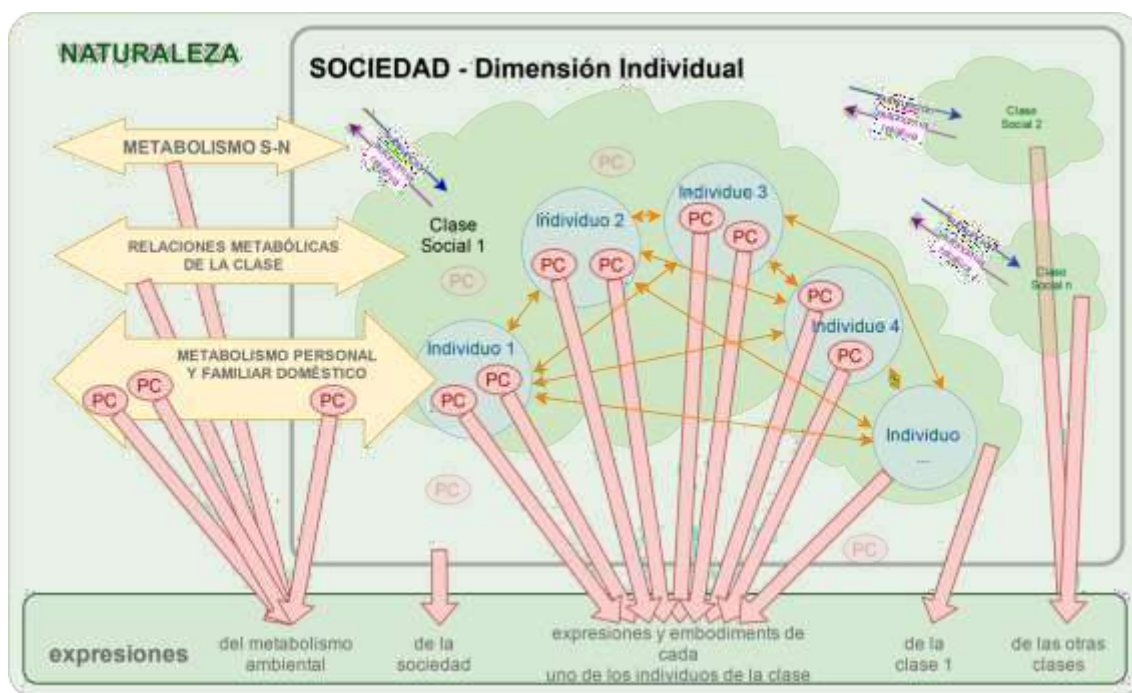 NATURALEZA
SOCIEDAD - Dimensión Individual
METABOLISMO S-N
RELACIONES METABÓLICAS
DE LA CLASE
METABOLISMO PERSONAL
Y FAMILIAR DOMÉSTICO
PC
PC
PC
Clase
Social 1
PC
PC
PC
PC
Individuo 1
PC
PC
Individuo 2
PC
PC
Individuo 3
PC
PC
PC
Individuo 4
PC
Individuo
...
Clase
Social 2
Clase
Social n
expresiones
del metabolismo
ambiental
de la
sociedad
expresiones y embodiments de
cada
uno de los individuos de la clase
de la
clase 1
de las otras
clases